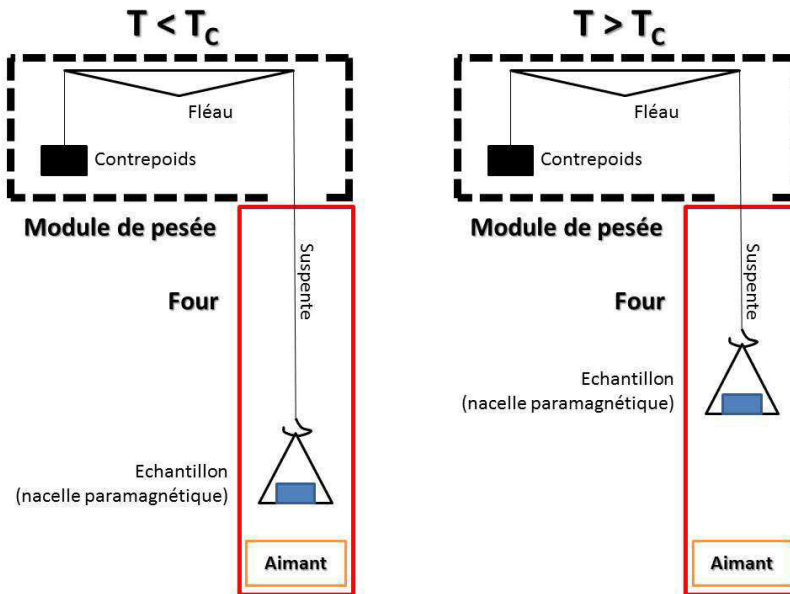 T < TC
Fléau
Contrepoids
Module de pesée
Suspente
Four
Echantillon
(nacelle paramagnétique)
Aimant
T > TC
Fléau
Contrepoids
Module de pesée
Suspente
Four
Echantillon
(nacelle paramagnétique)
Aimant